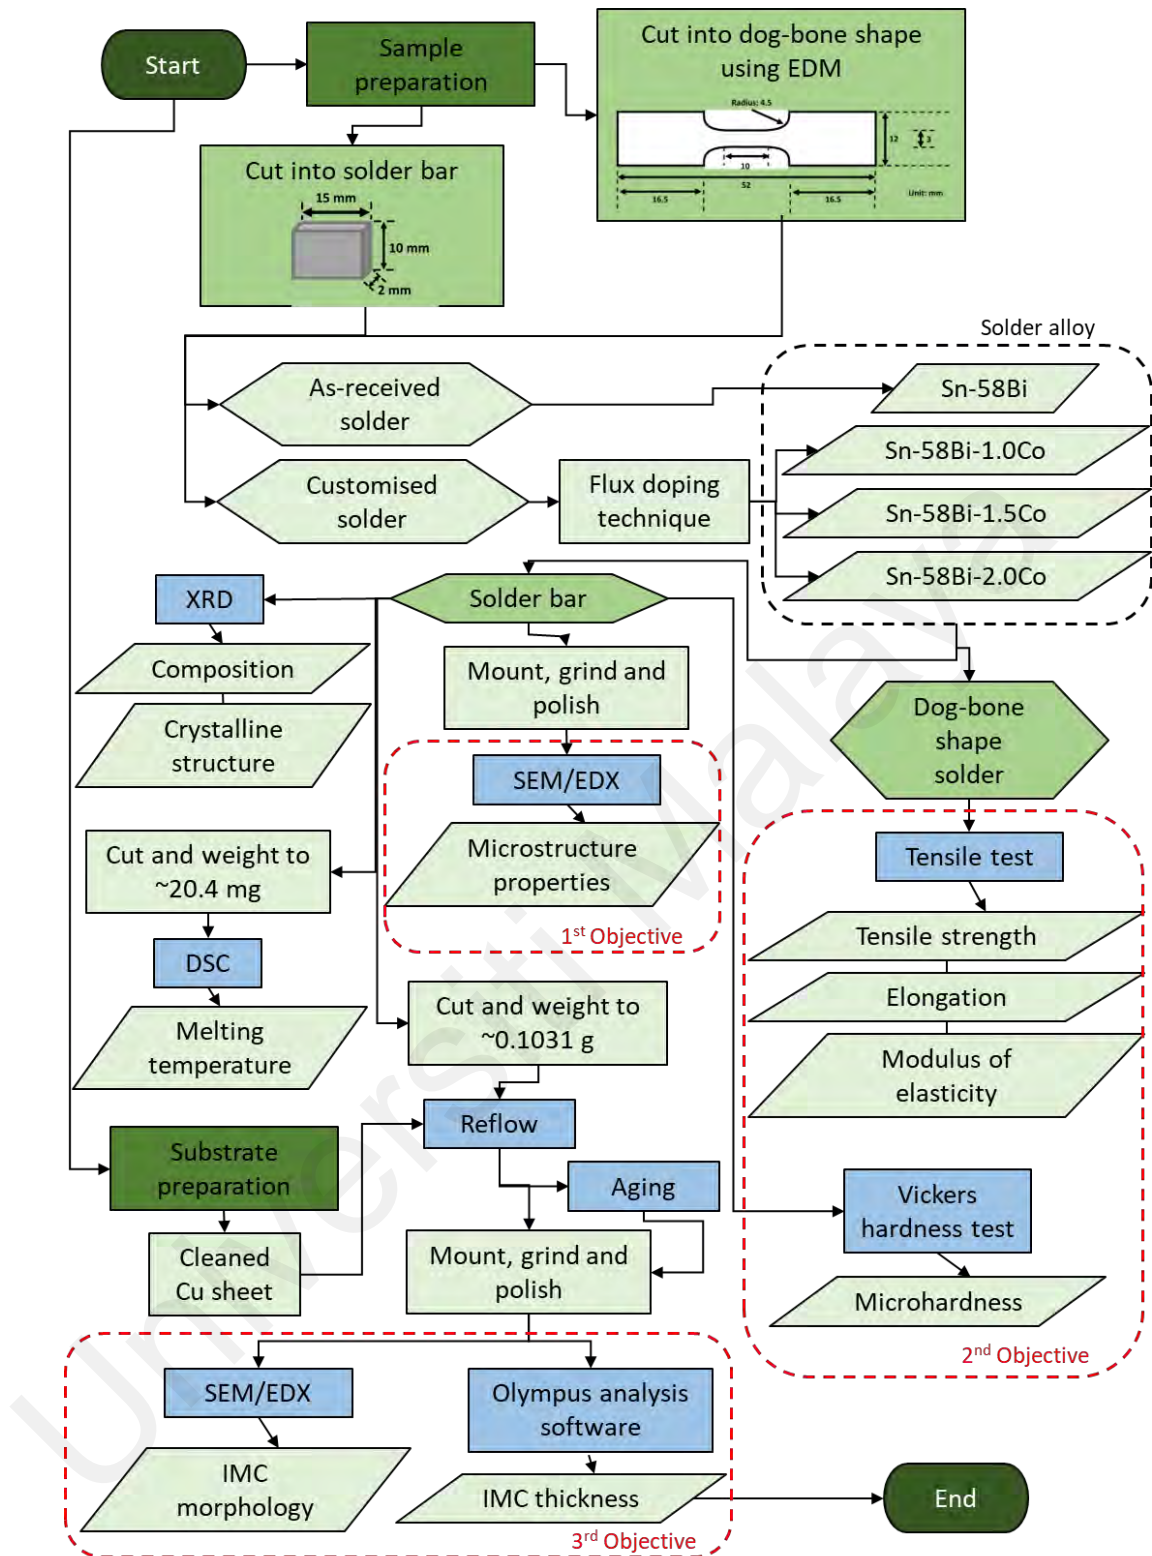 Start
Sample
preparation
Cut into dog-bone shape
using EDM
Radius: 4.5
12
3
10
52
16.5
16.5
Unit: mm
Cut into solder bar
15 mm
10 mm
2 mm
Solder alloy
As-received
solder
Sn-58Bi
Sn-58Bi-1.0Co
Customised
solder
Flux doping
technique
Sn-58Bi-1.5Co
Sn-58Bi-2.0Co
XRD
Solder bar
Composition
Mount, grind and
polish
Crystalline
structure
Dog-bone
shape
solder
SEM/EDX
Microstructure
properties
1st Objective
Cut and weight to
~20.4 mg
DSC
Melting
temperature
Tensile test
Tensile strength
Elongation
Modulus of
elasticity
Cut and weight to
~0.1031 g
Reflow
Substrate
preparation
Aging
Vickers
hardness test
Cleaned
Cu sheet
Mount, grind and
polish
Microhardness
2nd Objective
SEM/EDX
Olympus analysis
software
IMC
morphology
IMC thickness
End
3rd Objective
Universiti Malaya